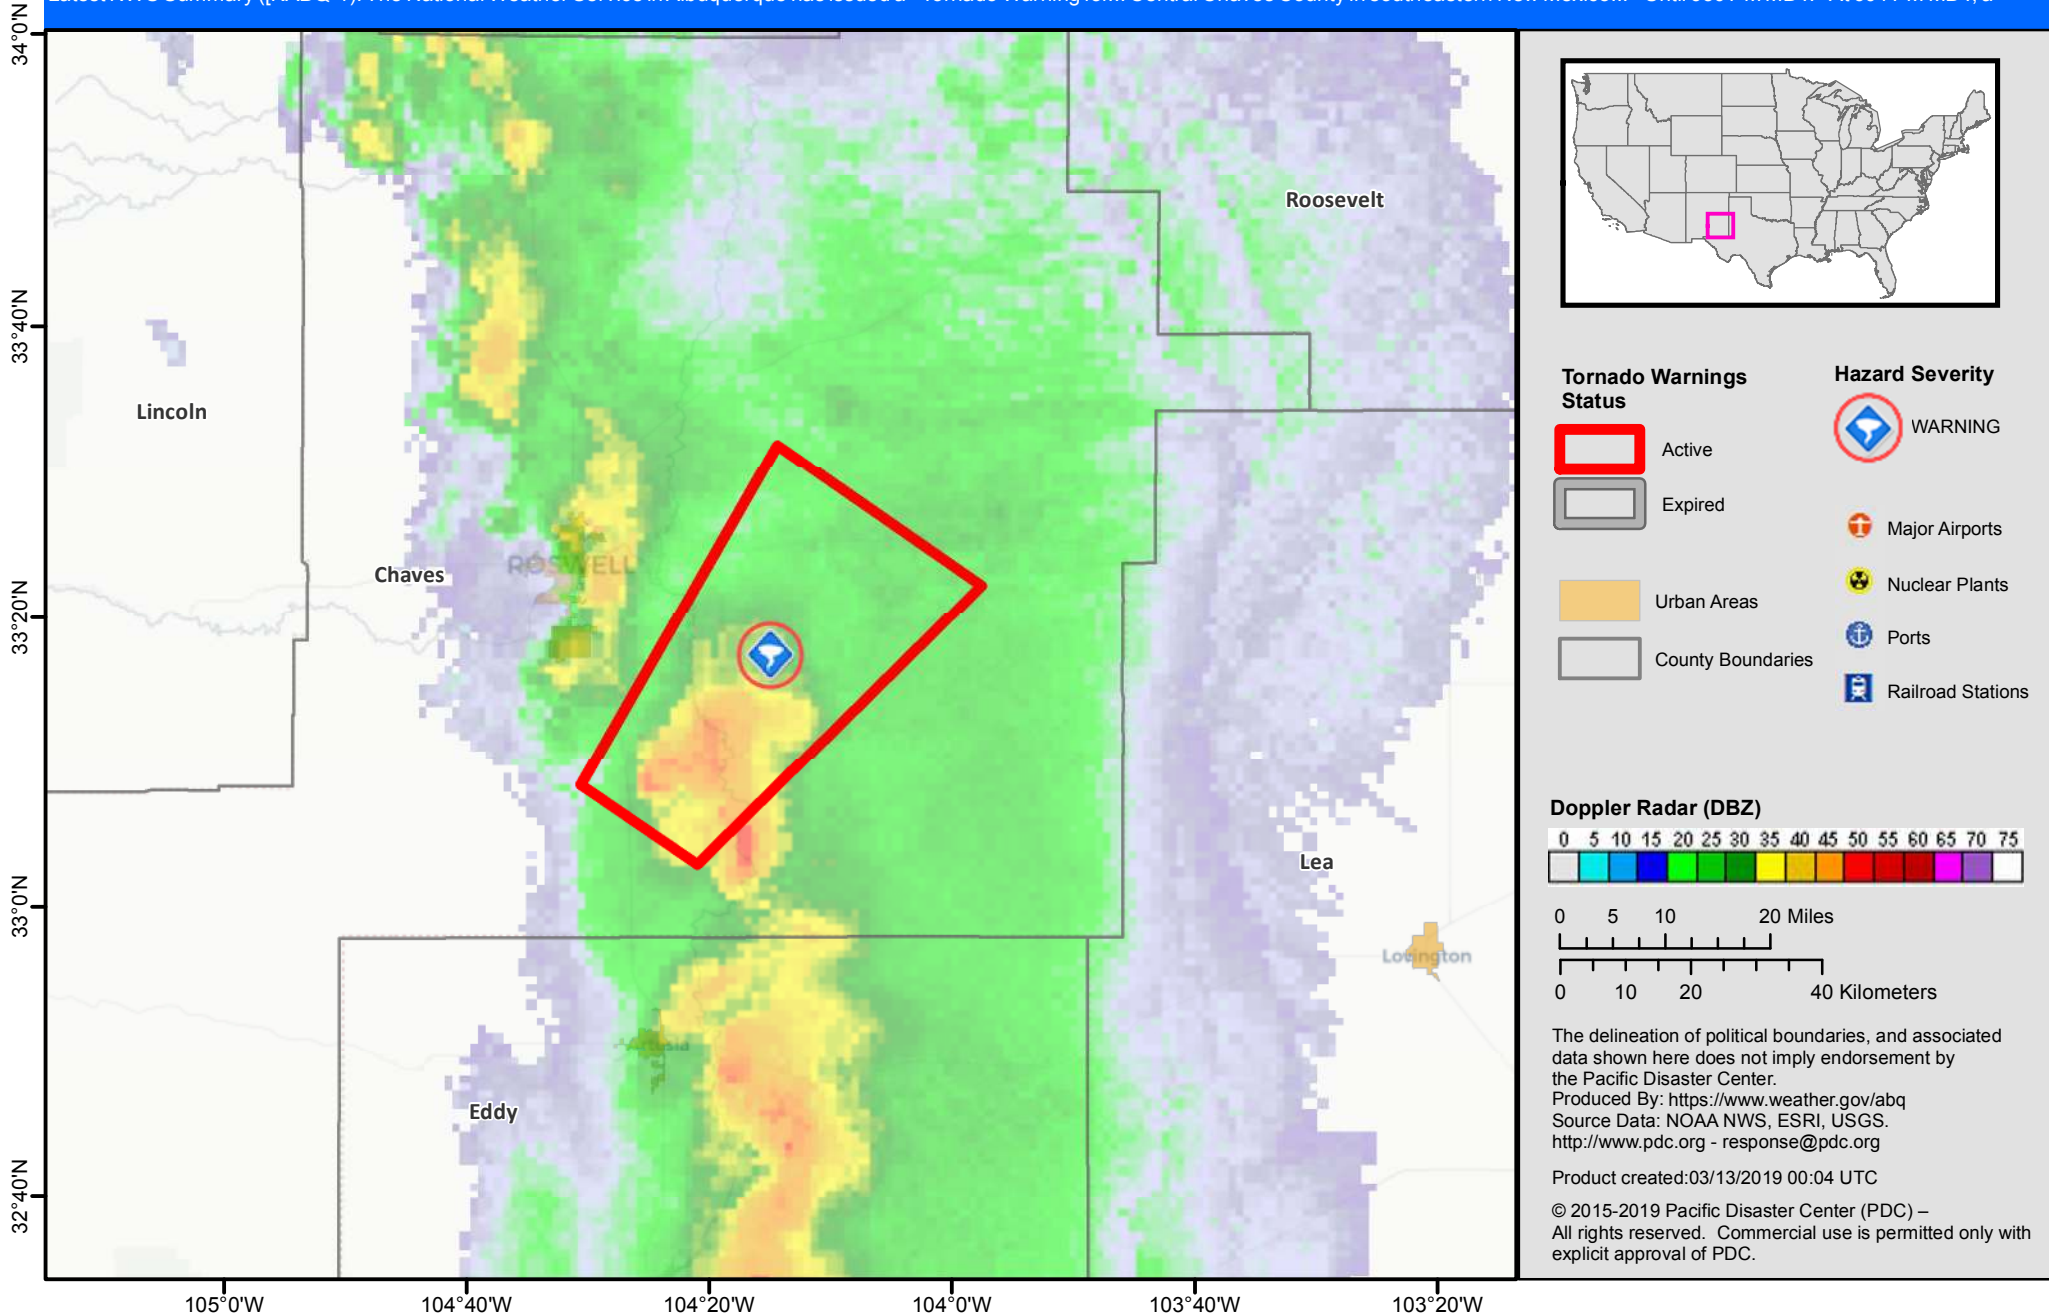 34°0'N
33°40'N
33°20'N
33°0'N
32°40'N
Roosevelt
Lincoln
ROSWELL
Chaves
Lea
Lovington
Artesia
Eddy
105°0'W 104°40'W 104°20'W 104°0'W 103°40'W 103°20'W
Tornado Warnings
Status
Active
Expired
Urban Areas
County Boundaries
Hazard Severity
WARNING
Major Airports
Nuclear Plants
Ports
Railroad Stations
Doppler Radar (DBZ)
0 5 10 15 20 25 30 35 40 45 50 55 60 65 70 75
0 5 10 20 Miles
0 10 20 40 Kilometers
The delineation of political boundaries, and associated
data shown here does not imply endorsement by
the Pacific Disaster Center.
Produced By: https://www.weather.gov/abq
Source Data: NOAA NWS, ESRI, USGS.
http://www.pdc.org - response@pdc.org
Product created:03/13/2019 00:04 UTC
© 2015-2019 Pacific Disaster Center (PDC) –
All rights reserved. Commercial use is permitted only with
explicit approval of PDC.